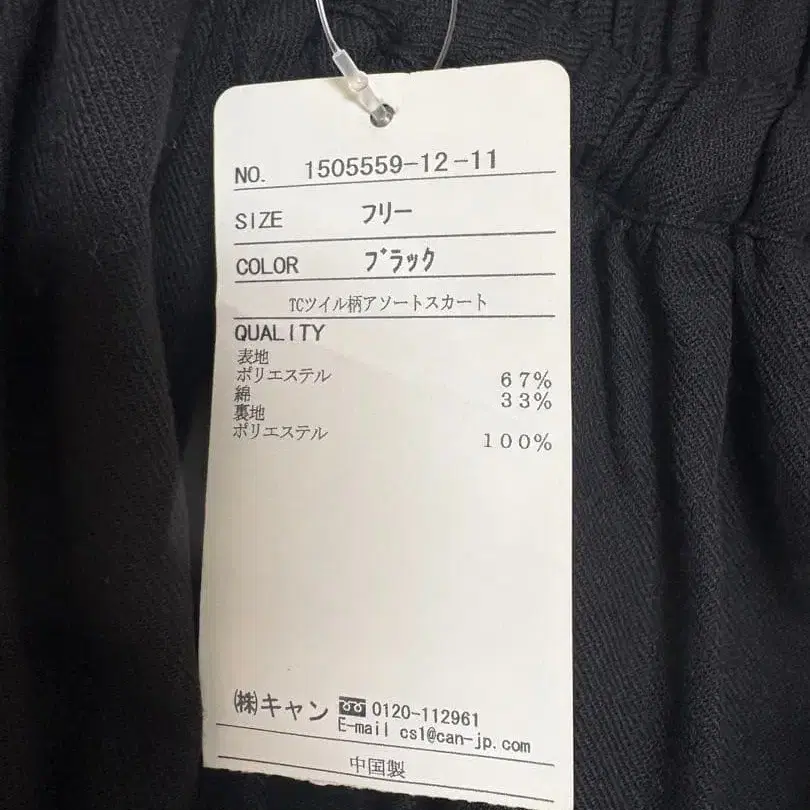 NO. 1505559-12-11
SIZE フリー
COLOR ブラック
TCツイル柄アソートスカート
QUALITY
表地
ポリエステル 67%
綿 33%
裏地
ポリエステル 100%
㈱キャン 0120-112961
E-mail cs1@can-jp.com
中国製